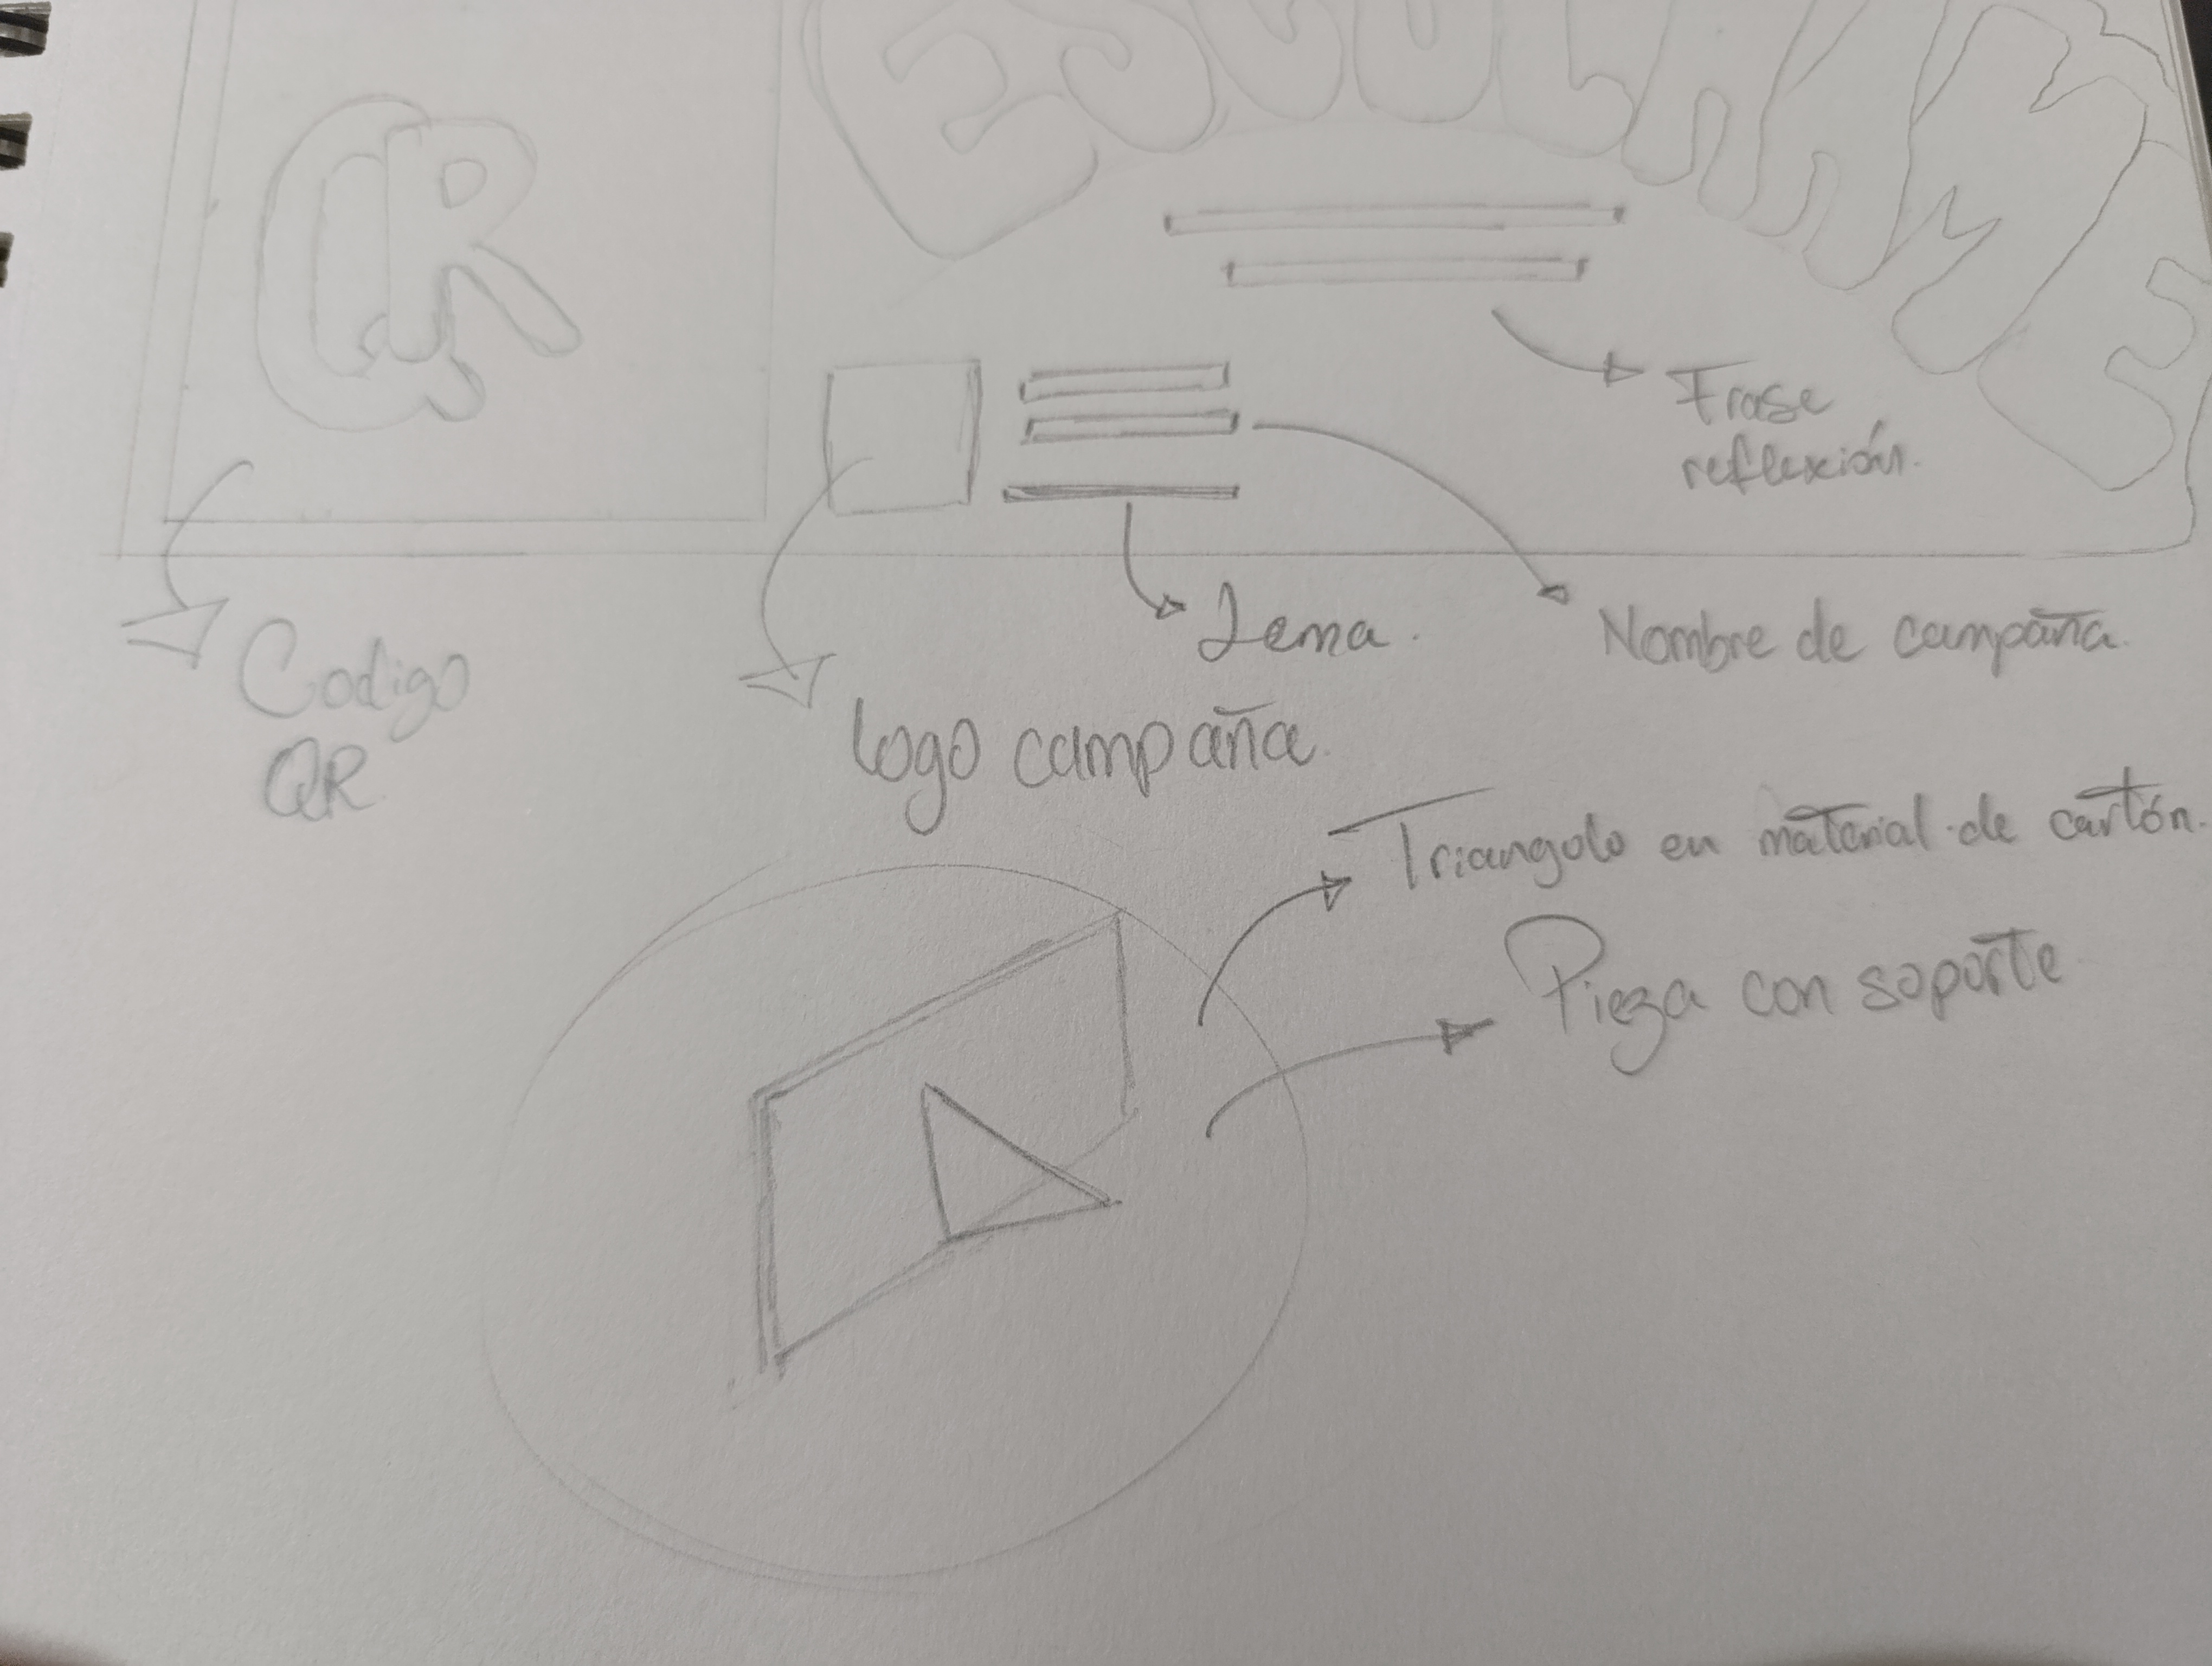 ESCÚCHAME
QR
Frase
reflexión.
Lema.
Nombre de campaña.
Codigo
QR
logo campaña.
Triangulo en material de cartón.
Pieza con soporte